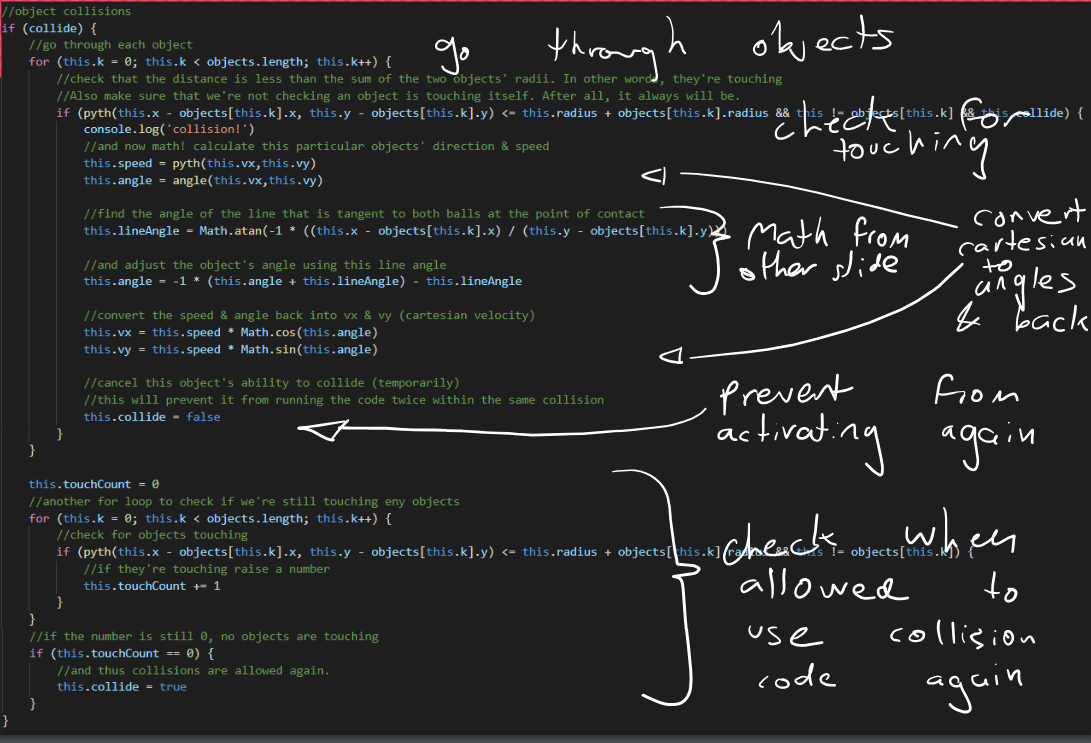 //object collisions
if (collide) {
//go through each object
go through objects
for (this.k = 0; this.k < objects.length; this.k++) {
//check that the distance is less than the sum of the two objects' radii. In other word, they're touching
//Also make sure that we're not checking an object is touching itself. After all, it always will be.
if (pyth(this.x - objects[this.k].x, this.y - objects[this.k].y) <= this.radius + objects[this.k].radius && this != objects[this.k] && this.collide) {
check for
touching
console.log('collision!')
//and now math! calculate this particular objects' direction & speed
this.speed = pyth(this.vx,this.vy)
this.angle = angle(this.vx,this.vy)
//find the angle of the line that is tangent to both balls at the point of contact
this.lineAngle = Math.atan(-1 * ((this.x - objects[this.k].x) / (this.y - objects[this.k].y)))
Math from
other slide
convert
cartesian
to
angles
& back
//and adjust the object's angle using this line angle
this.angle = -1 * (this.angle + this.lineAngle) - this.lineAngle
//convert the speed & angle back into vx & vy (cartesian velocity)
this.vx = this.speed * Math.cos(this.angle)
this.vy = this.speed * Math.sin(this.angle)
//cancel this object's ability to collide (temporarily)
//this will prevent it from running the code twice within the same collision
this.collide = false
prevent from
activating again
}
}
this.touchCount = 0
//another for loop to check if we're still touching eny objects
for (this.k = 0; this.k < objects.length; this.k++) {
//check for objects touching
if (pyth(this.x - objects[this.k].x, this.y - objects[this.k].y) <= this.radius + objects[this.k].radius && this != objects[this.k]) {
//if they're touching raise a number
this.touchCount += 1
}
}
check when
allowed to
use collision
code again
//if the number is still 0, no objects are touching
if (this.touchCount == 0) {
//and thus collisions are allowed again.
this.collide = true
}
}